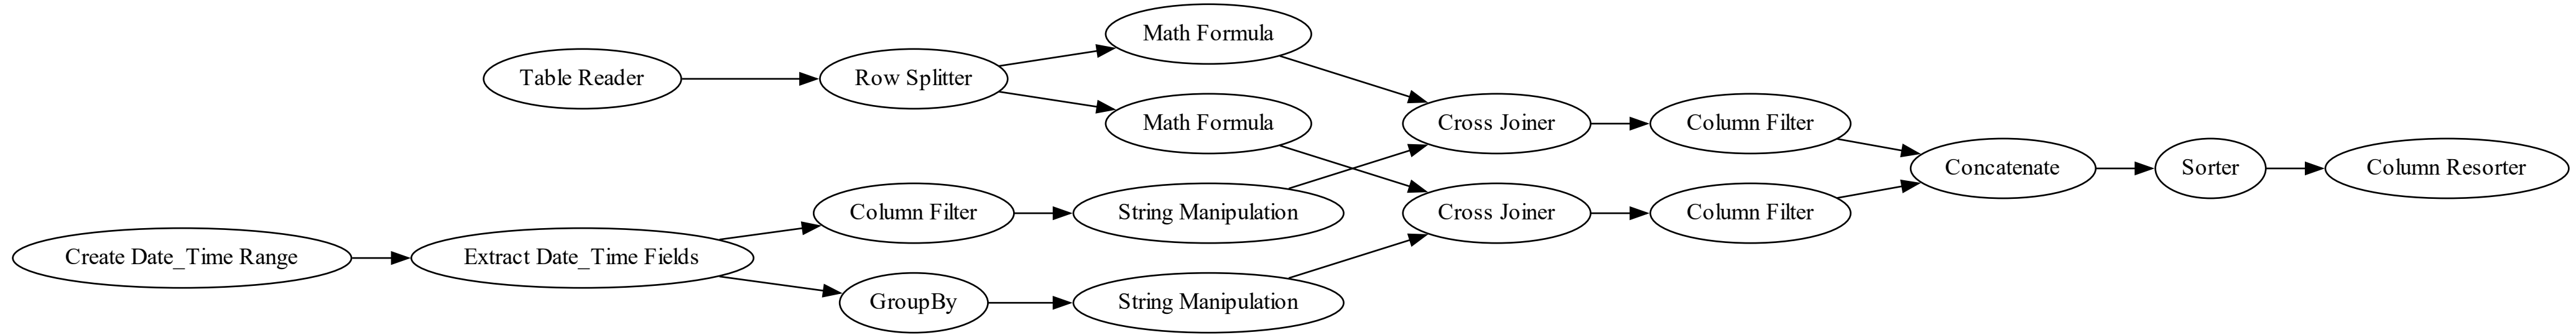 Math Formula
Table Reader
Row Splitter
Math Formula
Cross Joiner
Column Filter
Concatenate
Sorter
Column Resorter
Column Filter
String Manipulation
Cross Joiner
Column Filter
Create Date_Time Range
Extract Date_Time Fields
GroupBy
String Manipulation